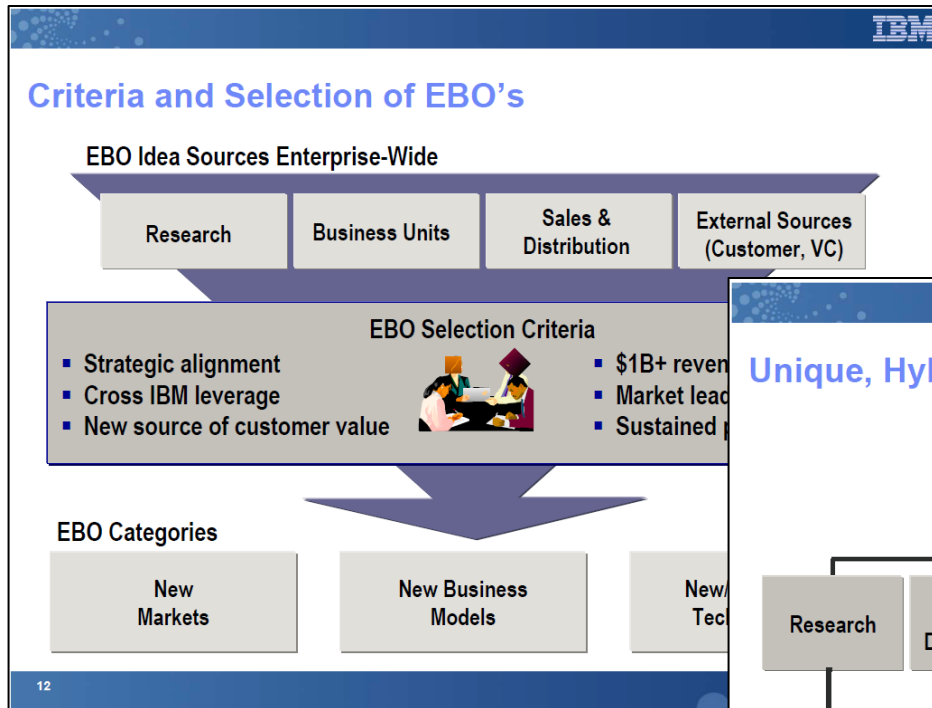 IBM
Criteria and Selection of EBO's
EBO Idea Sources Enterprise-Wide
Research
Business Units
Sales &
Distribution
External Sources
(Customer, VC)
EBO Selection Criteria
Strategic alignment
Cross IBM leverage
New source of customer value
$1B+
Market
Sustained
EBO Categories
New
Markets
New Business
Models
12
Unique,
Research